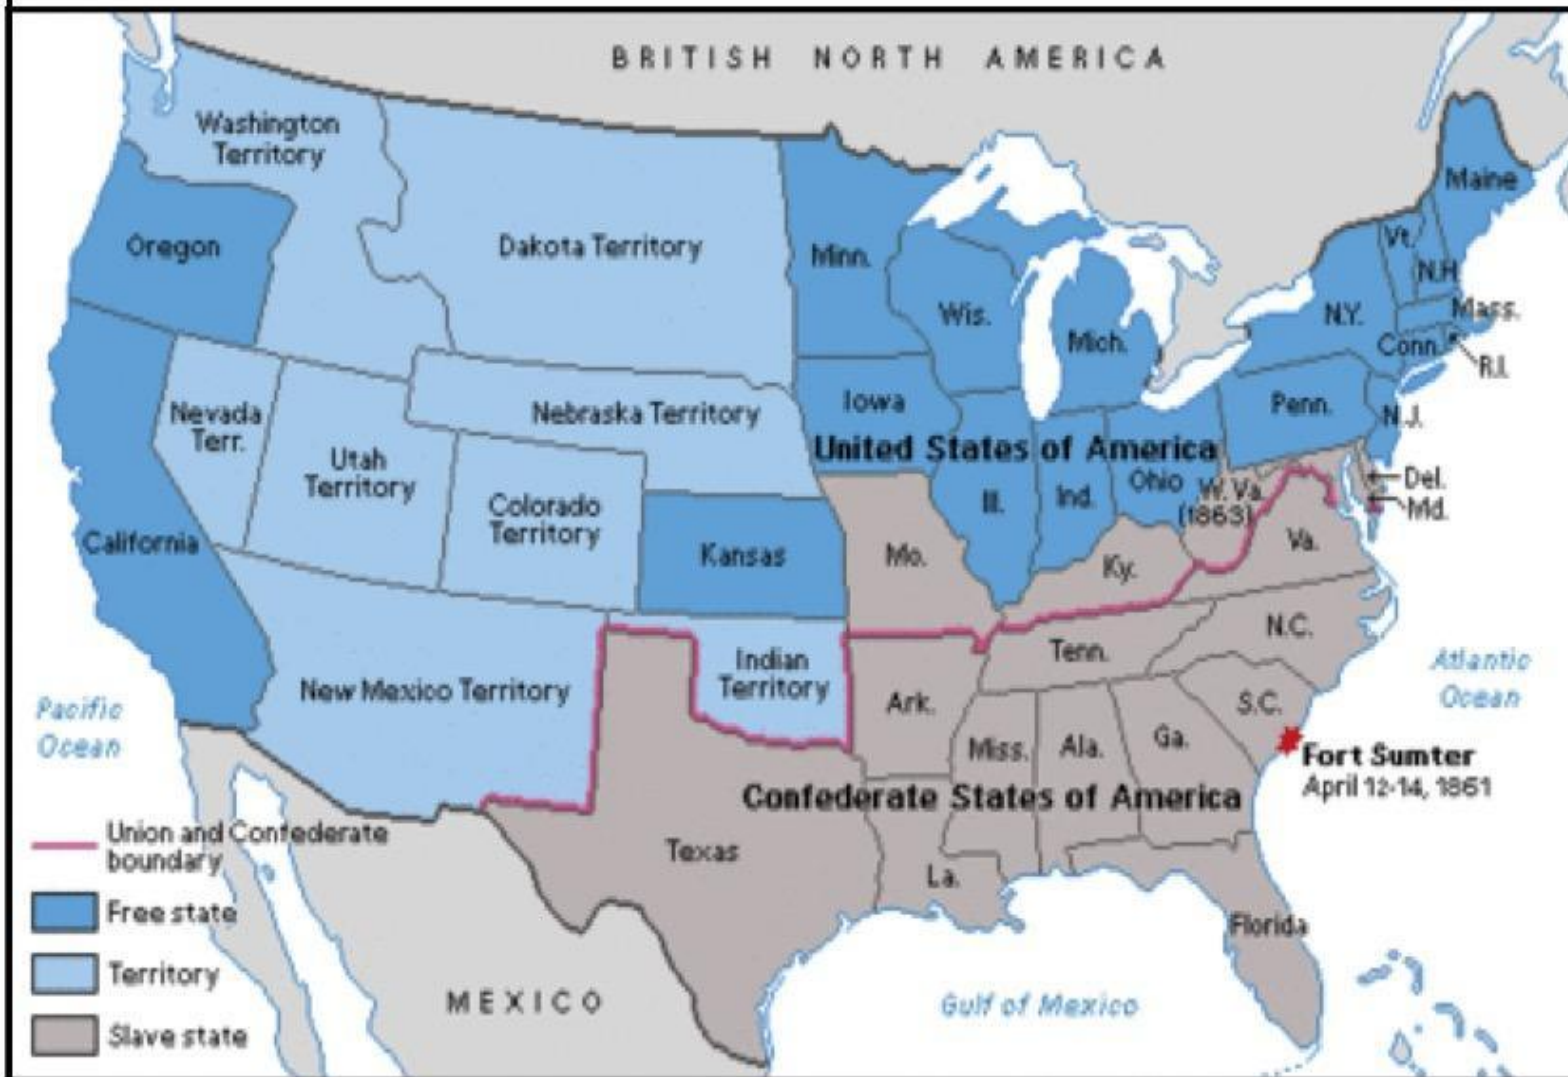 BRITISH NORTH AMERICA
Washington
Territory
Oregon
Dakota Territory
Minn.
Wis.
Mich.
Maine
Vt.
N.H.
N.Y.
Mass.
Conn.
R.I.
Nevada
Terr.
Utah
Territory
Nebraska Territory
Iowa
Penn.
N.J.
United States of America
Colorado
Territory
California
Kansas
Mo.
Ill.
Ind.
Ohio
W. Va.
(1863)
Del.
Md.
Va.
Ky.
New Mexico Territory
Indian
Territory
Tenn.
N.C.
Ark.
S.C.
Miss.
Ala.
Ga.
Atlantic
Ocean
Pacific
Ocean
Fort Sumter
April 12-14, 1861
Confederate States of America
Texas
La.
Florida
Gulf of Mexico
MEXICO
Union and Confederate
boundary
Free state
Territory
Slave state